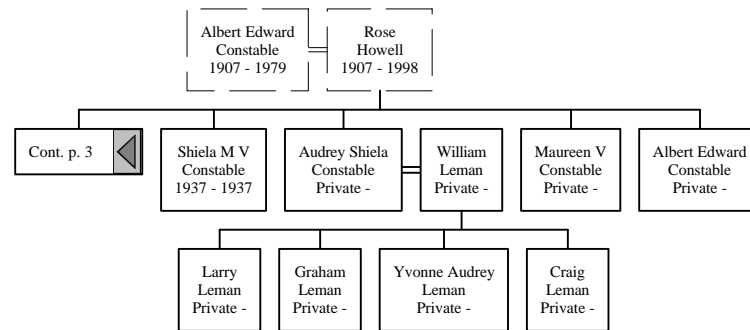 Albert Edward
Constable
1907 - 1979
Rose
Howell
1907 - 1998
Cont. p. 3
Shiela M V
Constable
1937 - 1937
Audrey Shiela
Constable
Private -
William
Leman
Private -
Maureen V
Constable
Private -
Albert Edward
Constable
Private -
Larry
Leman
Private -
Graham
Leman
Private -
Yvonne Audrey
Leman
Private -
Craig
Leman
Private -